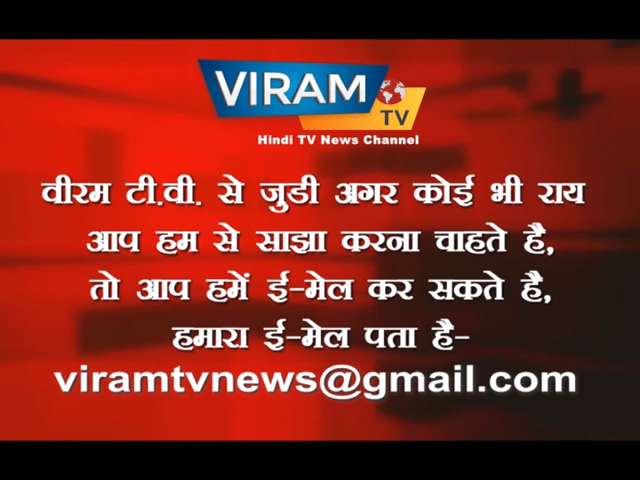 VIRAM
TV
Hindi TV News Channel
वीरम टी.वी. से जुडी अगर कोई भी राय
आप हम से साझा करना चाहते है,
तो आप हमें ई-मेल कर सकते है,
हमारा ई-मेल पता है-
viramtvnews@gmail.com